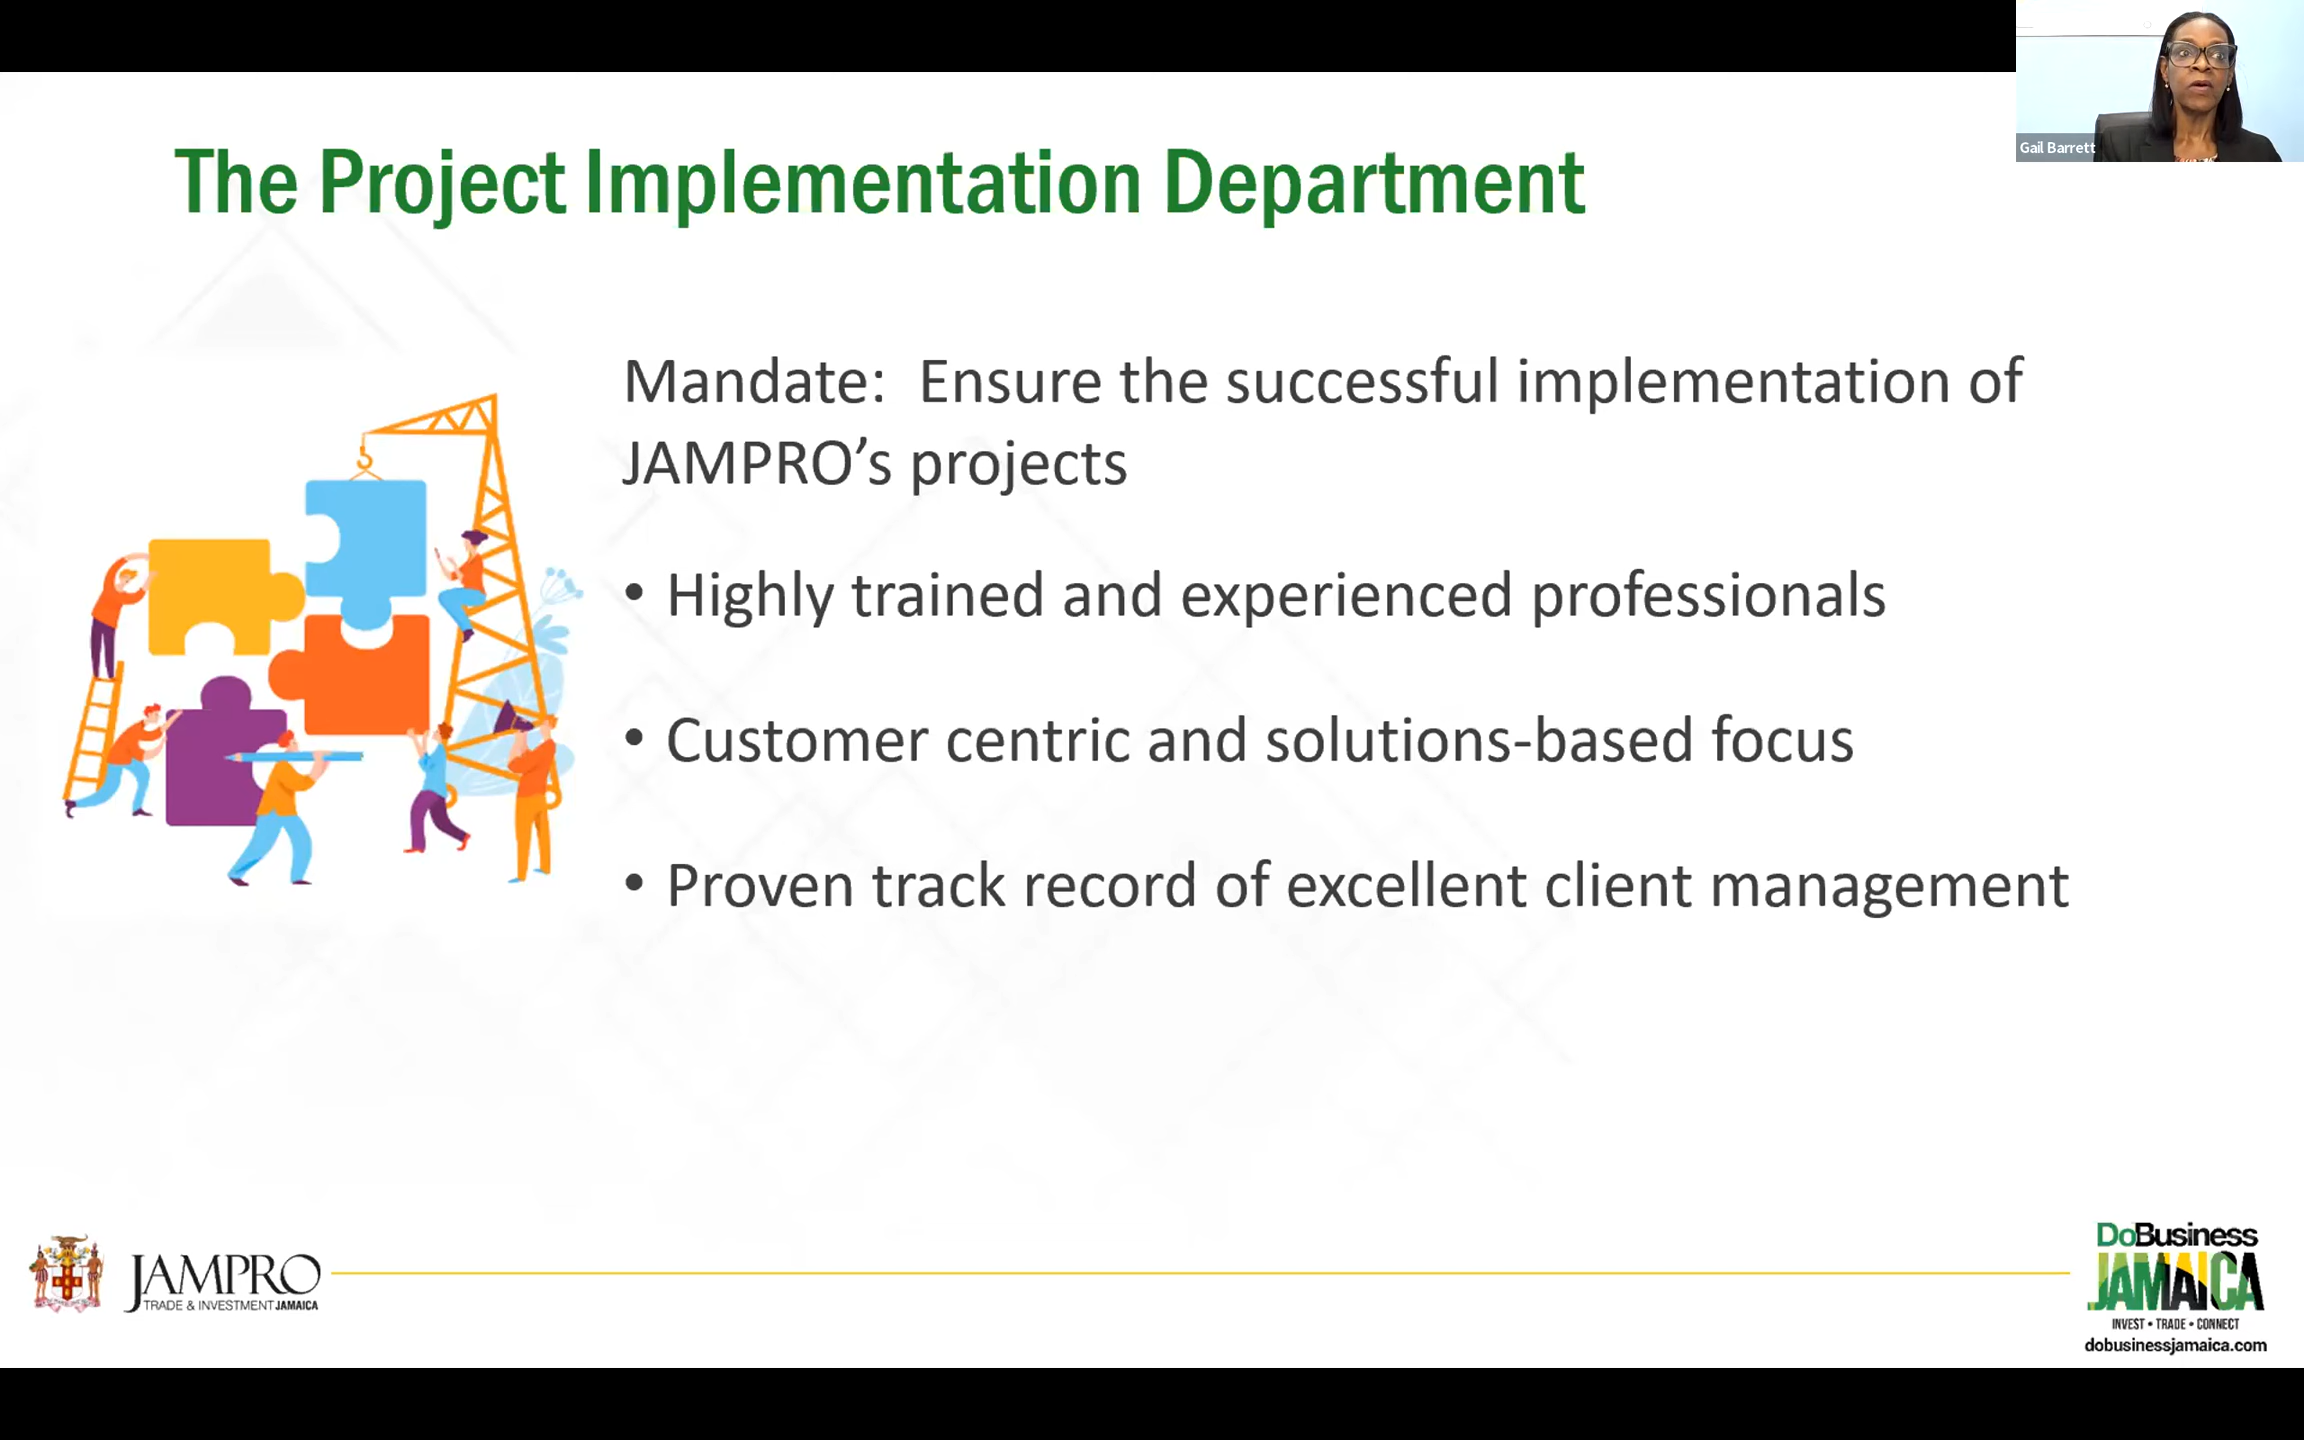 Gail Barrett
The Project Implementation Department
Mandate:  Ensure the successful implementation of
JAMPRO’s projects
• Highly trained and experienced professionals
• Customer centric and solutions-based focus
• Proven track record of excellent client management
JAMPRO
TRADE & INVESTMENT JAMAICA
DoBusiness
JAMAICA
INVEST • TRADE • CONNECT
dobusinessjamaica.com